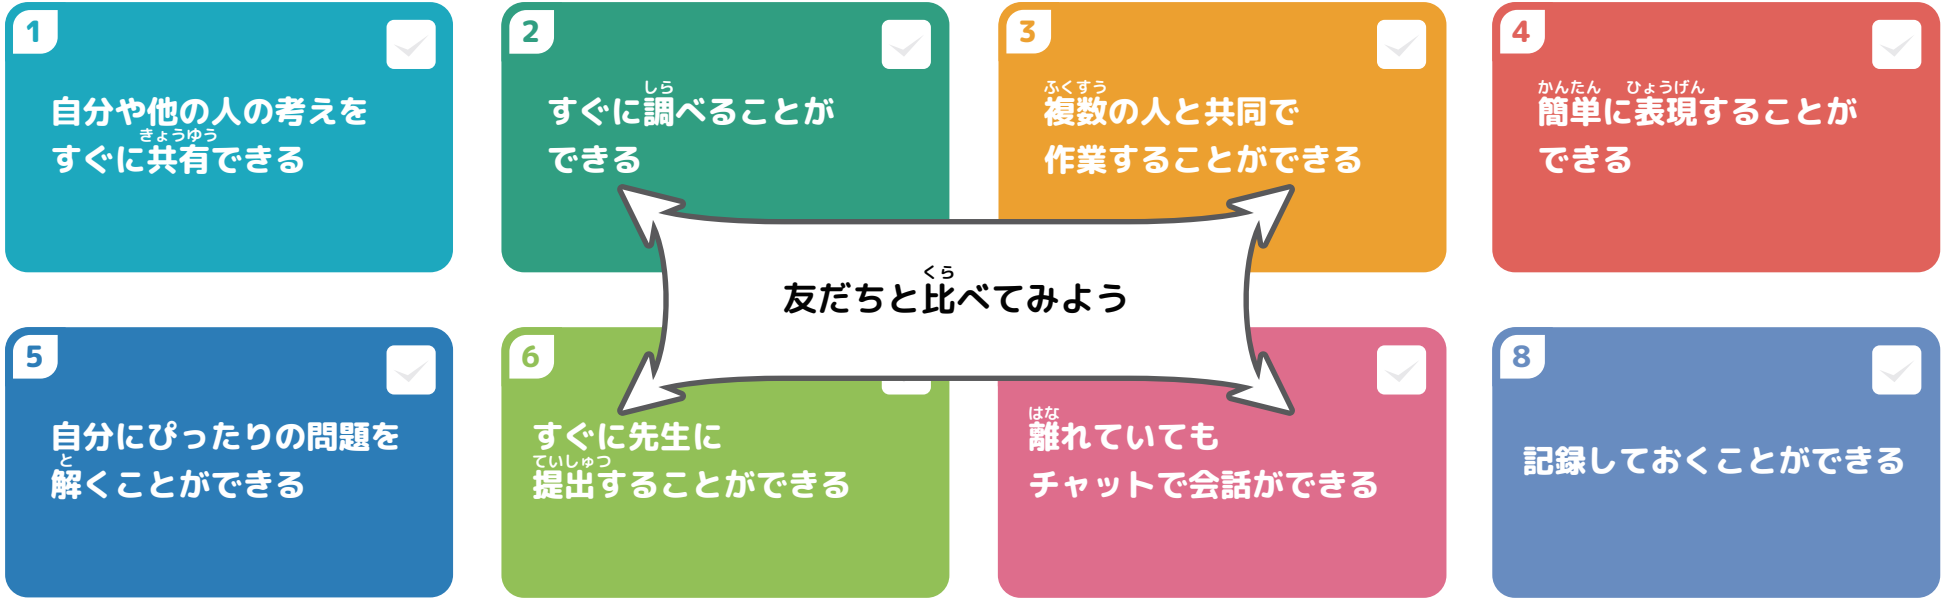 1
自分や他の人の考えを
きょうゆう
すぐに共有できる
2
しら
すぐに調べることが
できる
3
ふくすう
複数の人と共同で
作業することができる
4
かんたん ひょうげん
簡単に表現することが
できる
くら
友だちと比べてみよう
5
自分にぴったりの問題を
と
解くことができる
6
すぐに先生に
ていしゅつ
提出することができる
はな
離れていても
チャットで会話ができる
8
記録しておくことができる